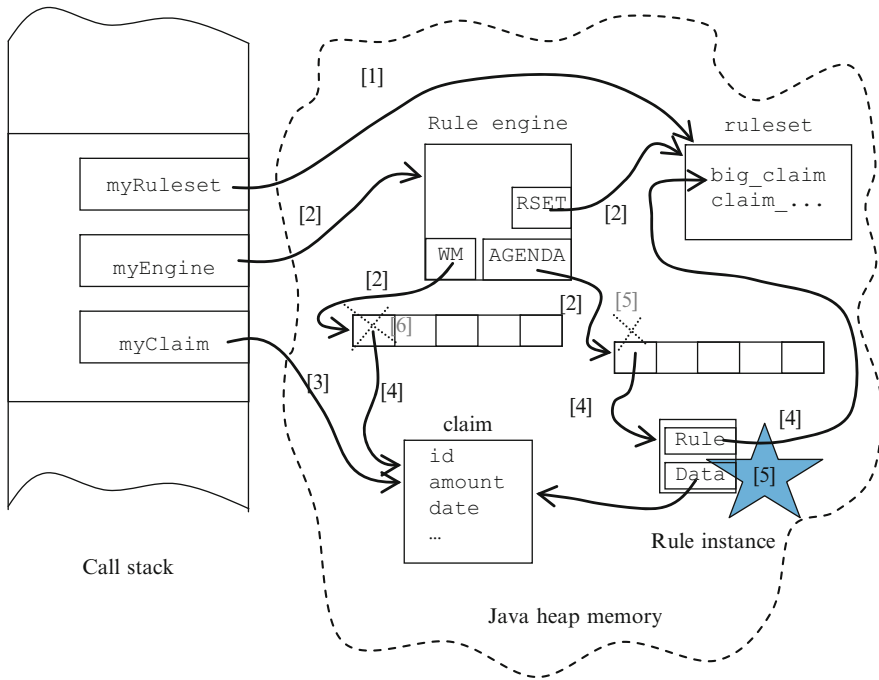 [1]
Rule engine
ruleset
myRuleset
big_claim
claim_...
RSET
[2]
[2]
myEngine
WM
AGENDA
[2]
[2]
[5]
[6]
myClaim
[3]
[4]
[4]
[4]
claim
Rule
id
amount
date
…
Data
[5]
Rule instance
Call stack
Java heap memory